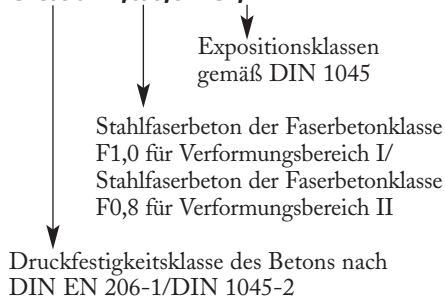 Expositionsklassen
gemäß DIN 1045
Stahlfaserbeton der Faserbetonklasse
F1,0 für Verformungsbereich I/
Stahlfaserbeton der Faserbetonklasse
F0,8 für Verformungsbereich II
Druckfestigkeitsklasse des Betons nach
DIN EN 206-1/DIN 1045-2